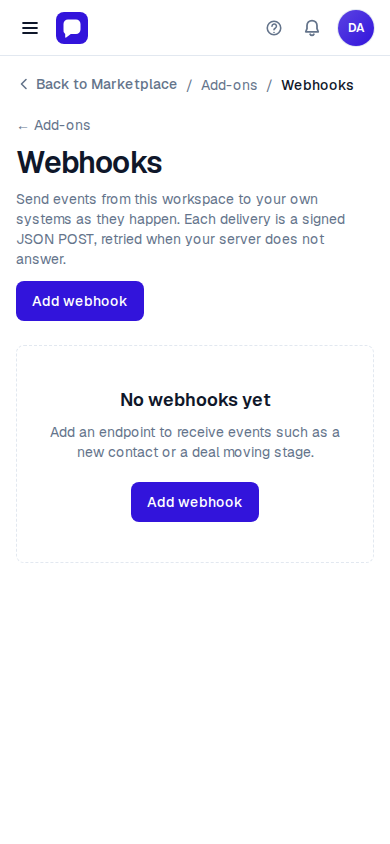 DA
Back to Marketplace / Add-ons / Webhooks
← Add-ons
Webhooks
Send events from this workspace to your own
systems as they happen. Each delivery is a signed
JSON POST, retried when your server does not
answer.
Add webhook
No webhooks yet
Add an endpoint to receive events such as a
new contact or a deal moving stage.
Add webhook